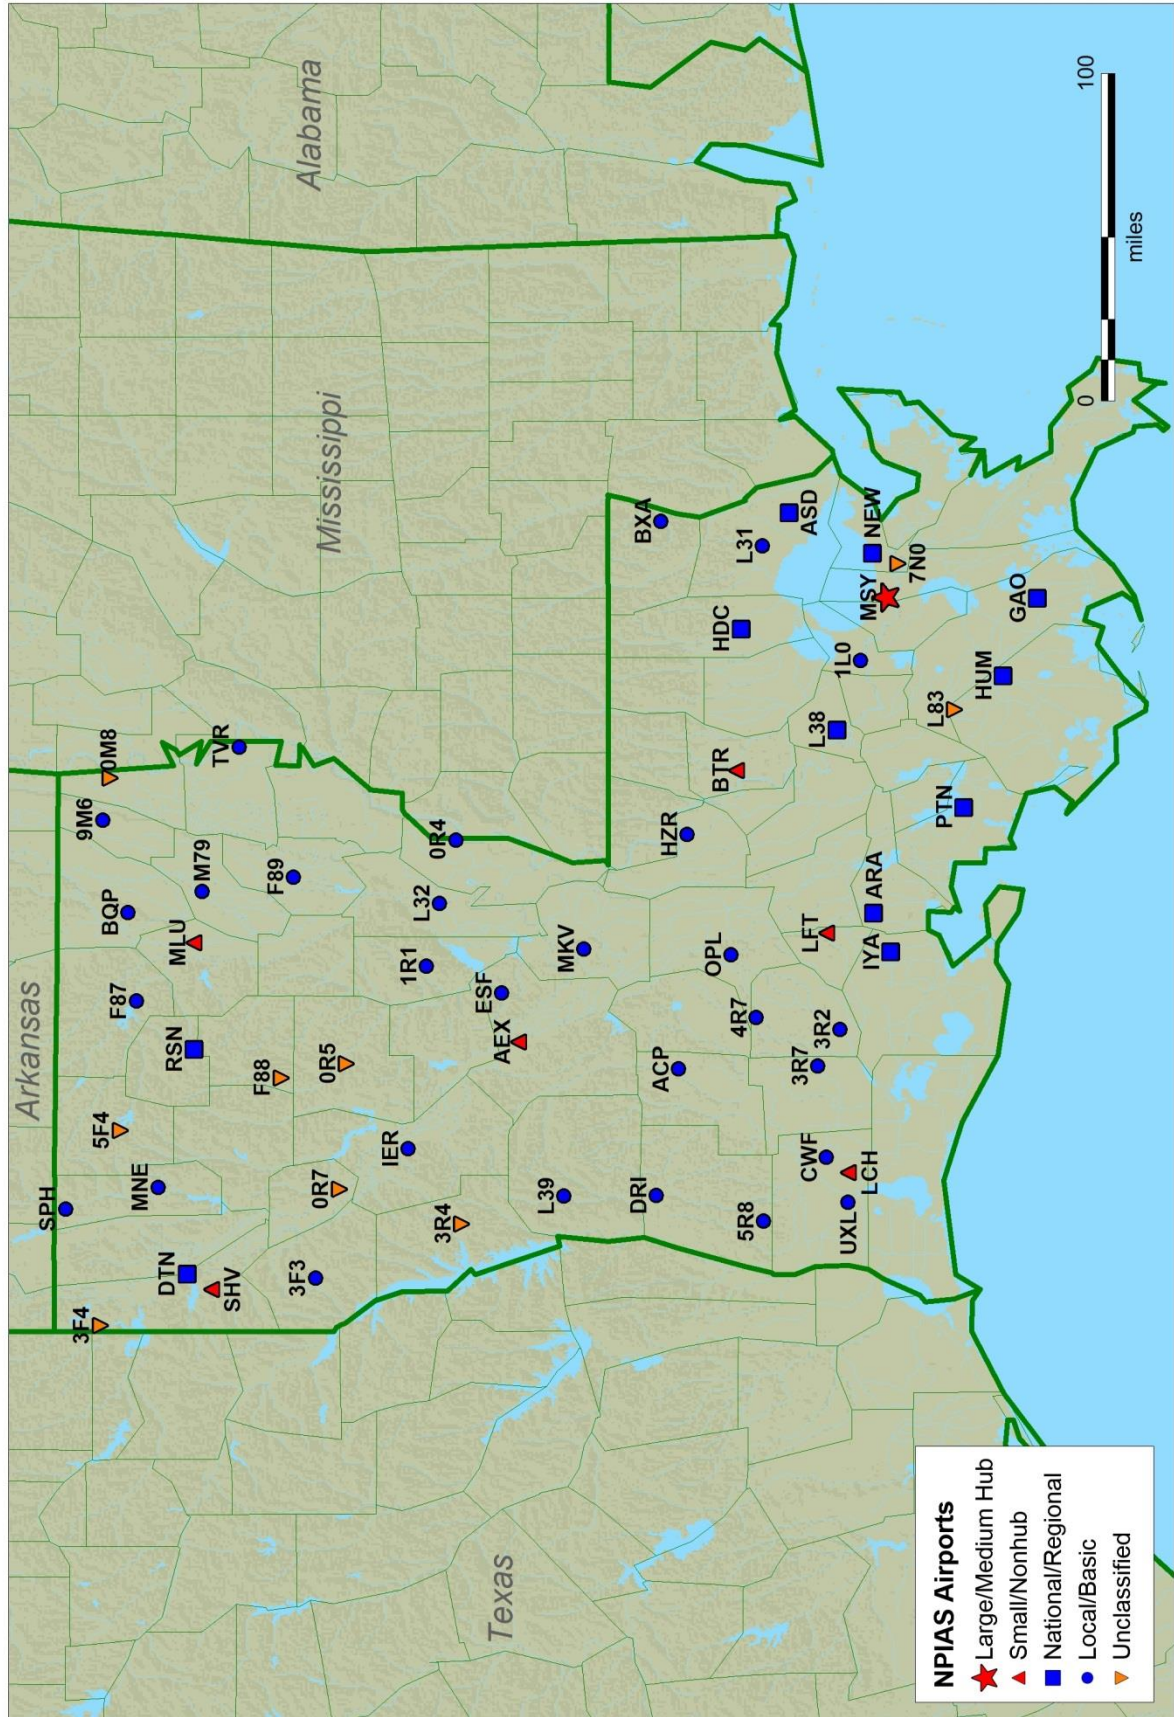 Arkansas
Mississippi
Alabama
Texas
SPH
3F4
5F4
MNE
F87
BQP
9M6
0M8
DTN
SHV
RSN
MLU
M79
TVR
3F3
0R7
F88
0R5
F89
IER
3R4
1R1
L32
0R4
AEX
ESF
L39
MKV
DRI
ACP
HZR
BXA
5R8
4R7
OPL
BTR
HDC
L31
ASD
CWF
LCH
UXL
3R7
3R2
LFT
IYA
ARA
L38
1L0
MSY
NEW
7N0
PTN
L83
HUM
GAO
NPIAS Airports
Large/Medium Hub
Small/Nonhub
National/Regional
Local/Basic
Unclassified
0
100
miles